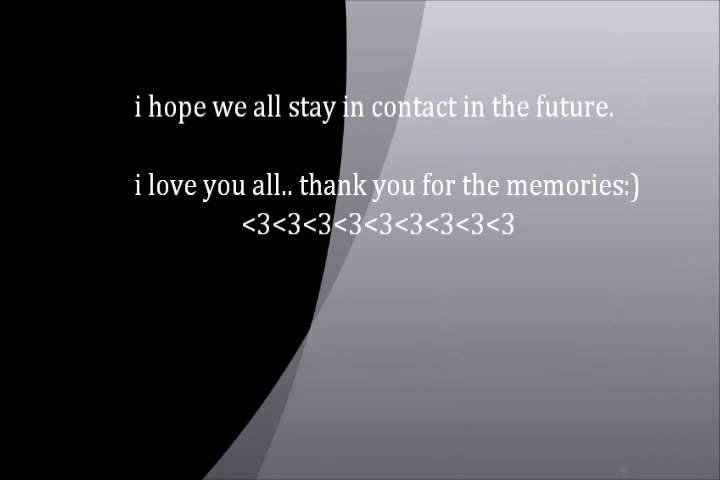 i hope we all stay in contact in the future.
i love you all.. thank you for the memories:)
<3<3<3<3<3<3<3<3<3